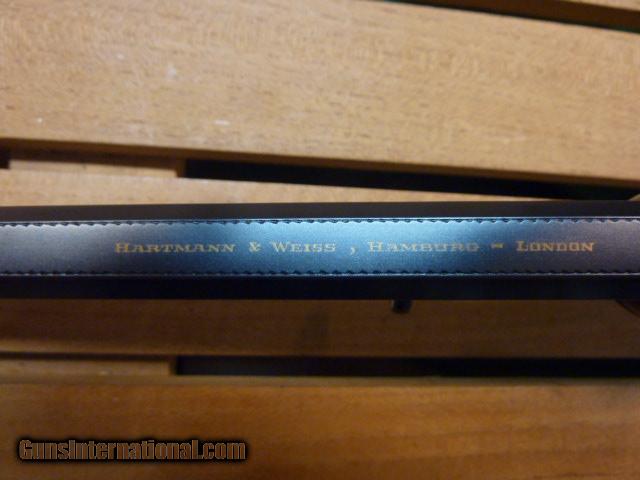 HARTMANN & WEISS , HAMBURG - LONDON
GunsInternational.com